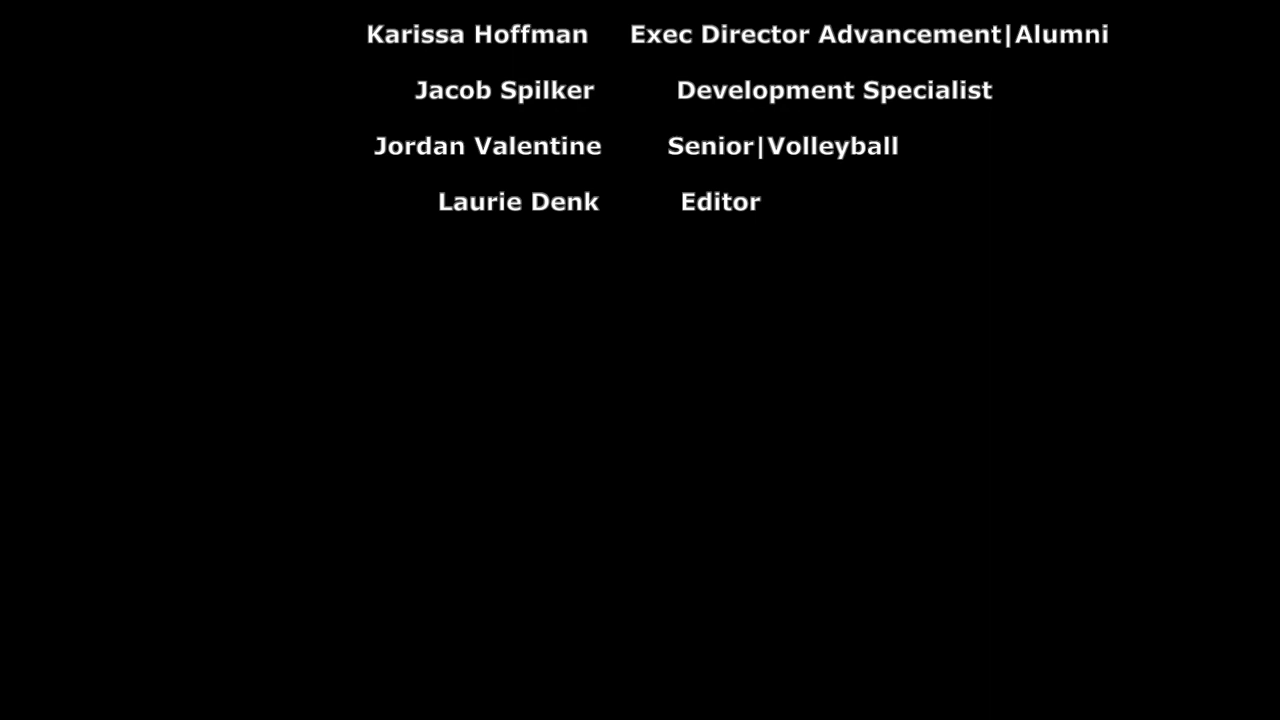 Karissa Hoffman Exec Director Advancement|Alumni
Jacob Spilker Development Specialist
Jordan Valentine Senior|Volleyball
Laurie Denk Editor